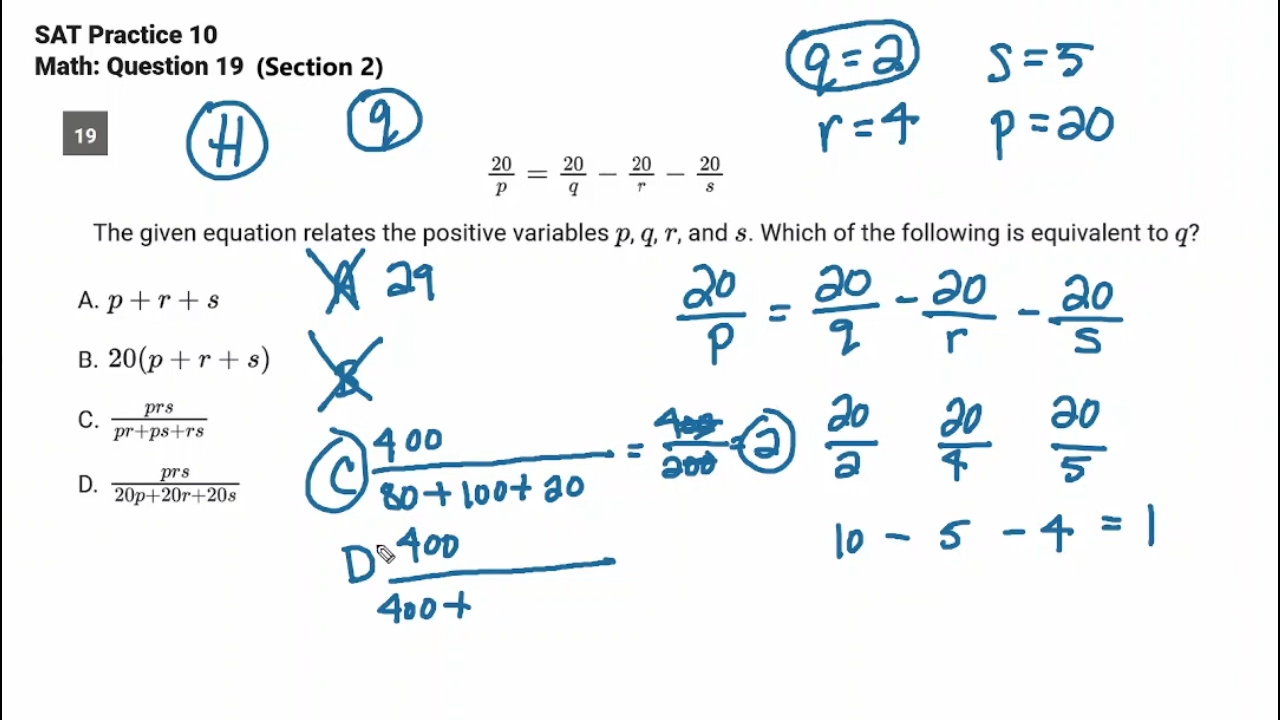 SAT Practice 10
Math: Question 19 (Section 2)
19
H
q
q = 2
s = 5
r = 4
p = 20
20/p = 20/q − 20/r − 20/s
The given equation relates the positive variables p, q, r, and s. Which of the following is equivalent to q?
A. p + r + s
B. 20(p + r + s)
C. prs/(pr+ps+rs)
D. prs/(20p+20r+20s)
A 29
B
C 400/(80 + 100 + 20) = 400/200 = 2
D 400/(400 +
20/p = 20/q − 20/r − 20/s
20/2 20/4 20/5
10 − 5 − 4 = 1